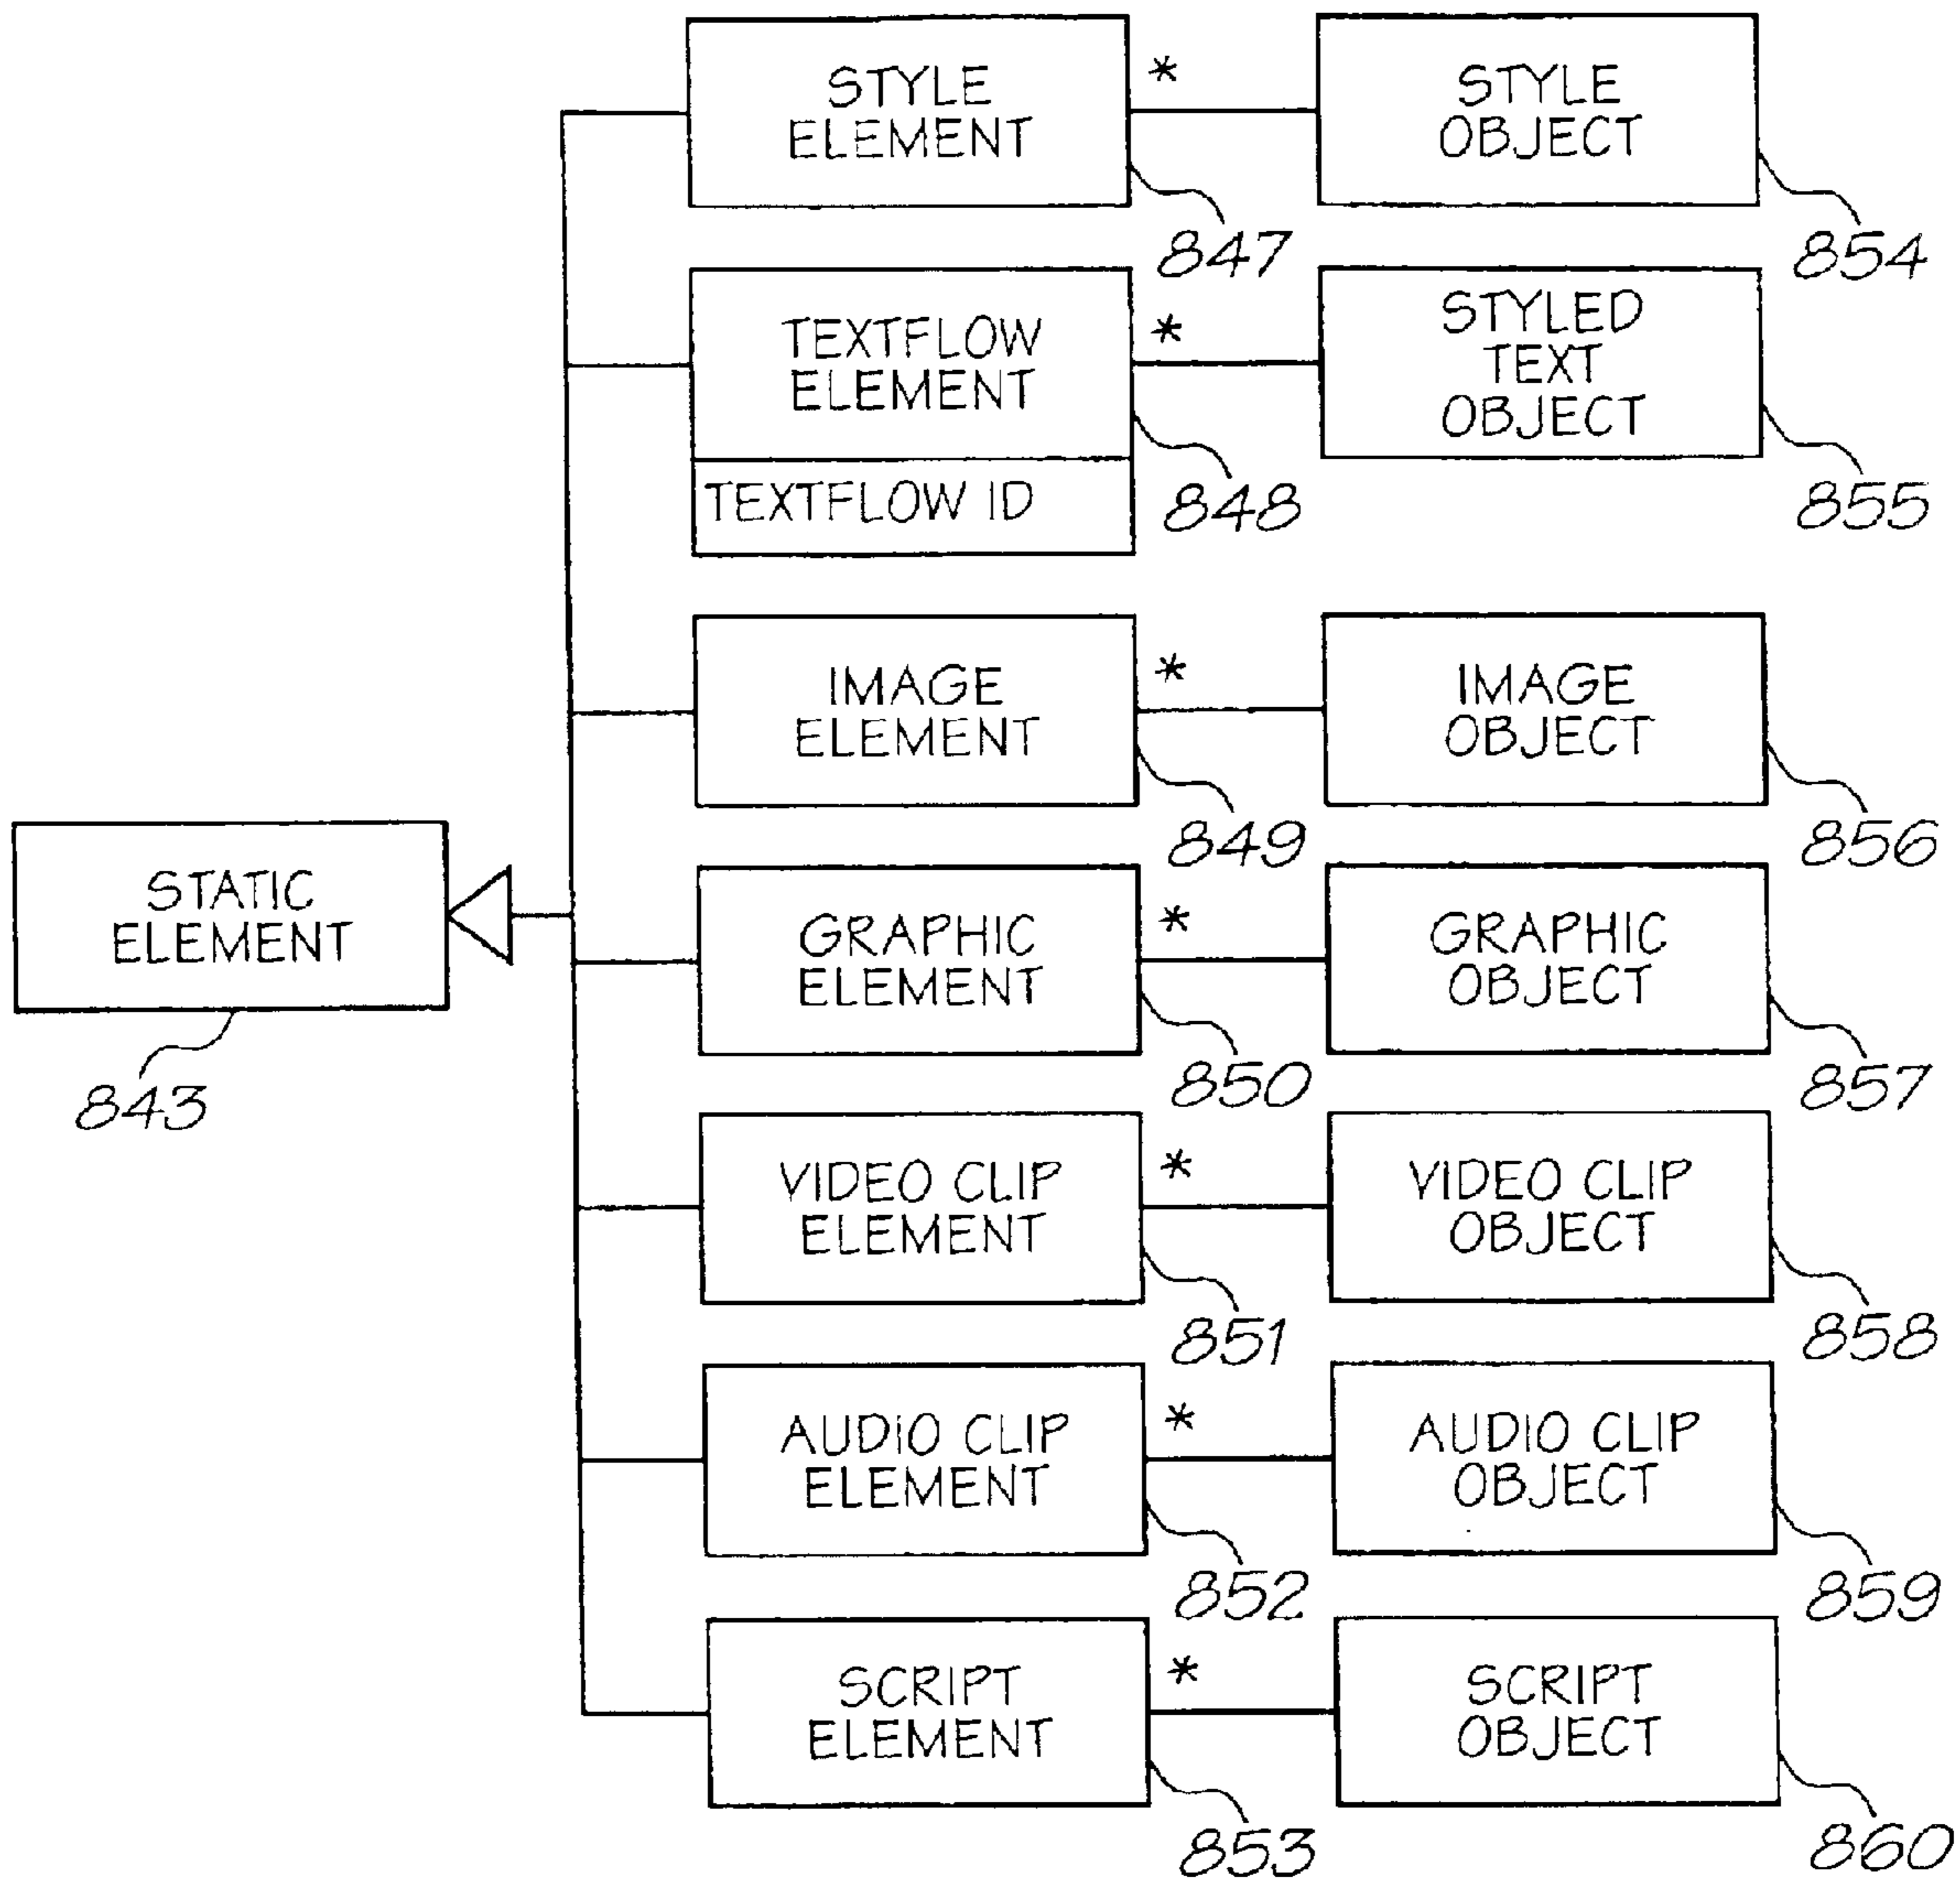 STYLE
ELEMENT
*
847
STYLE
OBJECT
854
TEXTFLOW
ELEMENT
TEXTFLOW ID
*
848
STYLED
TEXT
OBJECT
855
IMAGE
ELEMENT
*
849
IMAGE
OBJECT
856
STATIC
ELEMENT
843
GRAPHIC
ELEMENT
*
850
GRAPHIC
OBJECT
857
VIDEO CLIP
ELEMENT
*
851
VIDEO CLIP
OBJECT
858
AUDIO CLIP
ELEMENT
*
852
AUDIO CLIP
OBJECT
859
SCRIPT
ELEMENT
*
853
SCRIPT
OBJECT
860